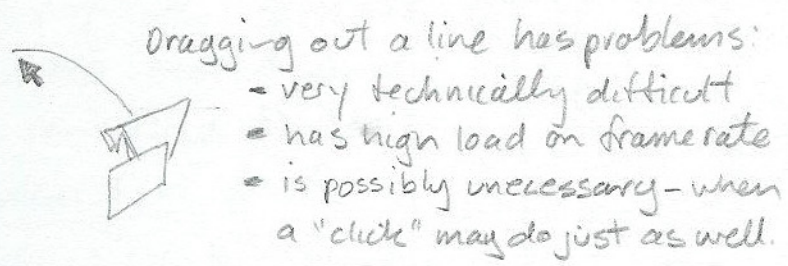 Dragging out a line has problems:
- very technically difficult
- has high load on framerate
- is possibly unecessary - when
a "click" may do just as well.